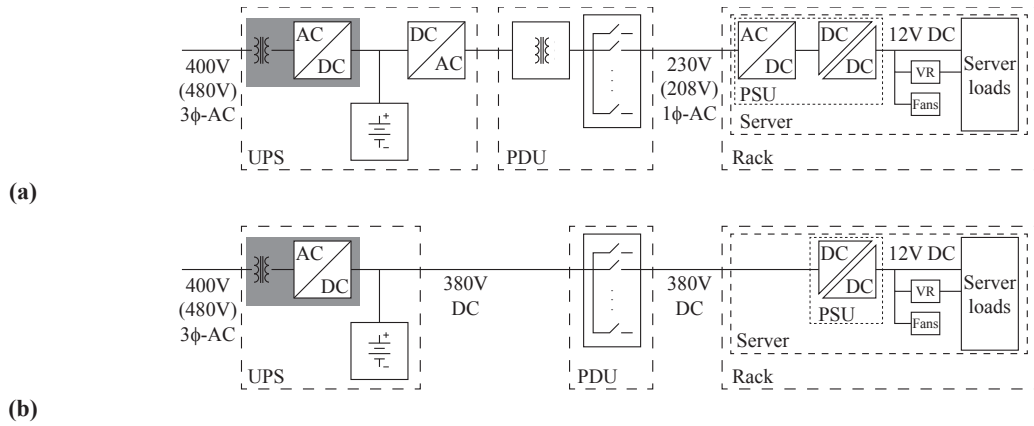 AC
DC
DC
AC
AC
DC
DC
DC
12V DC
400V
(480V)
3ϕ-AC
230V
(208V)
1ϕ-AC
PSU
VR
Fans
Server
loads
Server
+
−
UPS
PDU
Rack
(a)
AC
DC
DC
DC
12V DC
400V
(480V)
3ϕ-AC
380V
DC
380V
DC
PSU
VR
Fans
Server
loads
Server
+
−
UPS
PDU
Rack
(b)